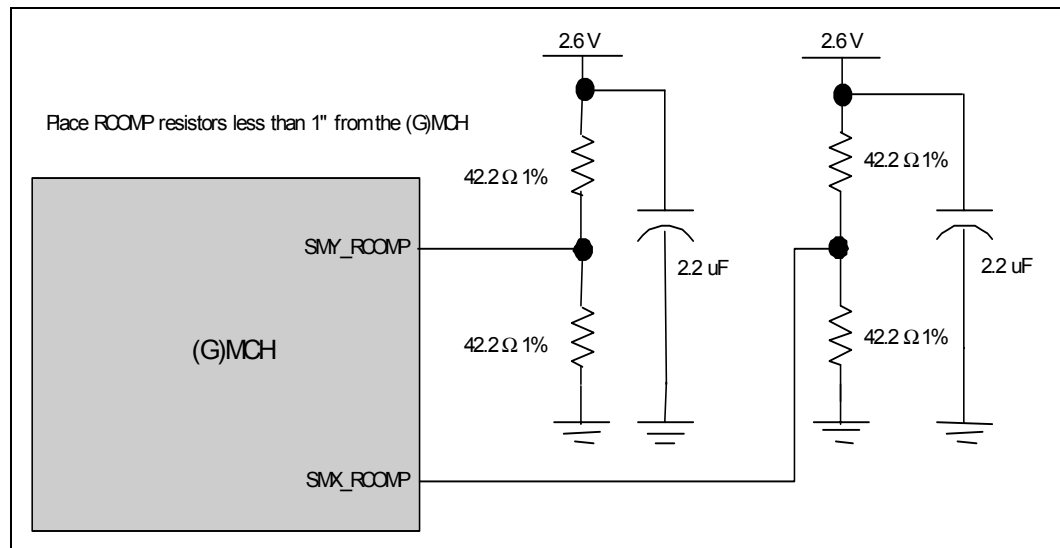 2.6 V
2.6 V
Place RCOMP resistors less than 1" from the (G)MCH
42.2 Ω 1%
42.2 Ω 1%
SMY_RCOMP
2.2 uF
2.2 uF
(G)MCH
42.2 Ω 1%
42.2 Ω 1%
SMX_RCOMP